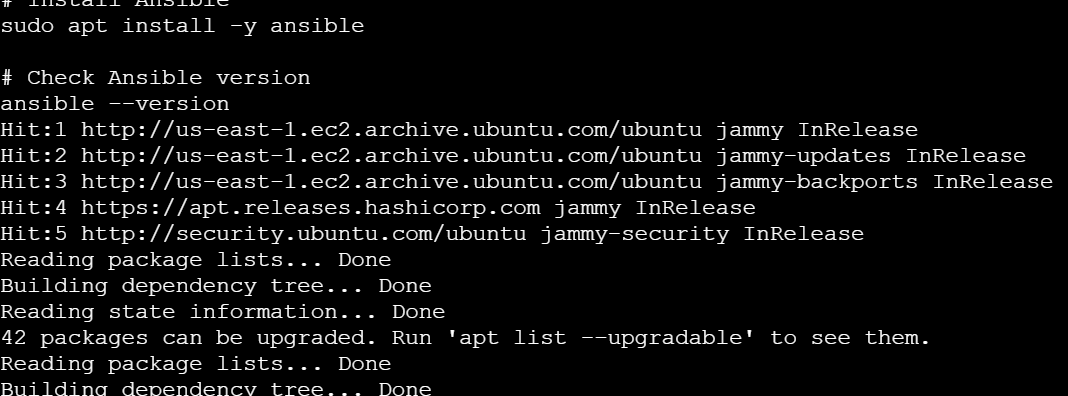 # Install Ansible
sudo apt install -y ansible
# Check Ansible version
ansible --version
Hit:1 http://us-east-1.ec2.archive.ubuntu.com/ubuntu jammy InRelease
Hit:2 http://us-east-1.ec2.archive.ubuntu.com/ubuntu jammy-updates InRelease
Hit:3 http://us-east-1.ec2.archive.ubuntu.com/ubuntu jammy-backports InRelease
Hit:4 https://apt.releases.hashicorp.com jammy InRelease
Hit:5 http://security.ubuntu.com/ubuntu jammy-security InRelease
Reading package lists... Done
Building dependency tree... Done
Reading state information... Done
42 packages can be upgraded. Run 'apt list --upgradable' to see them.
Reading package lists... Done
Building dependency tree... Done